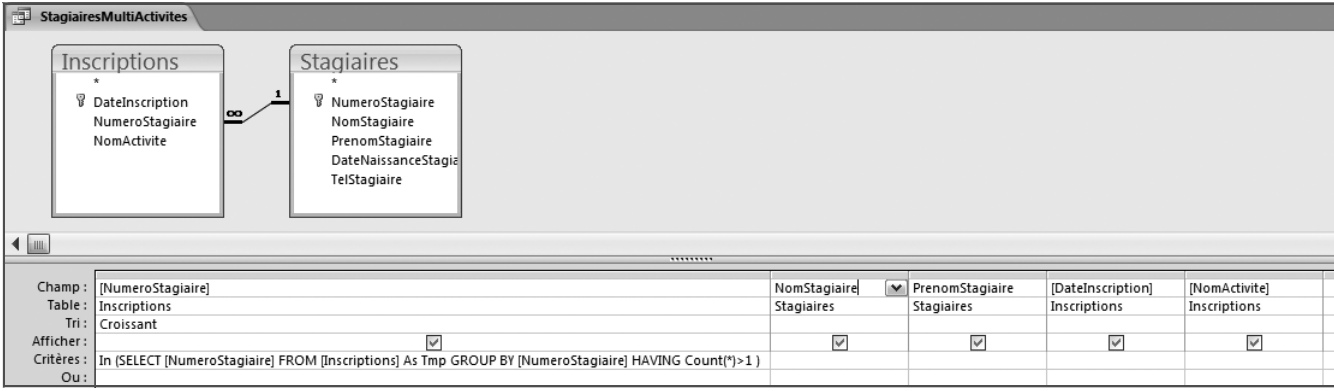 StagiairesMultiActivites
Inscriptions
*
DateInscription
NumeroStagiaire
NomActivite
∞
1
Stagiaires
*
NumeroStagiaire
NomStagiaire
PrenomStagiaire
DateNaissanceStagia
TelStagiaire
Champ : [NumeroStagiaire] NomStagiaire PrenomStagiaire [DateInscription] [NomActivite]
Table : Inscriptions Stagiaires Stagiaires Inscriptions Inscriptions
Tri : Croissant
Afficher :
Critères : In (SELECT [NumeroStagiaire] FROM [Inscriptions] As Tmp GROUP BY [NumeroStagiaire] HAVING Count(*)>1 )
Ou :